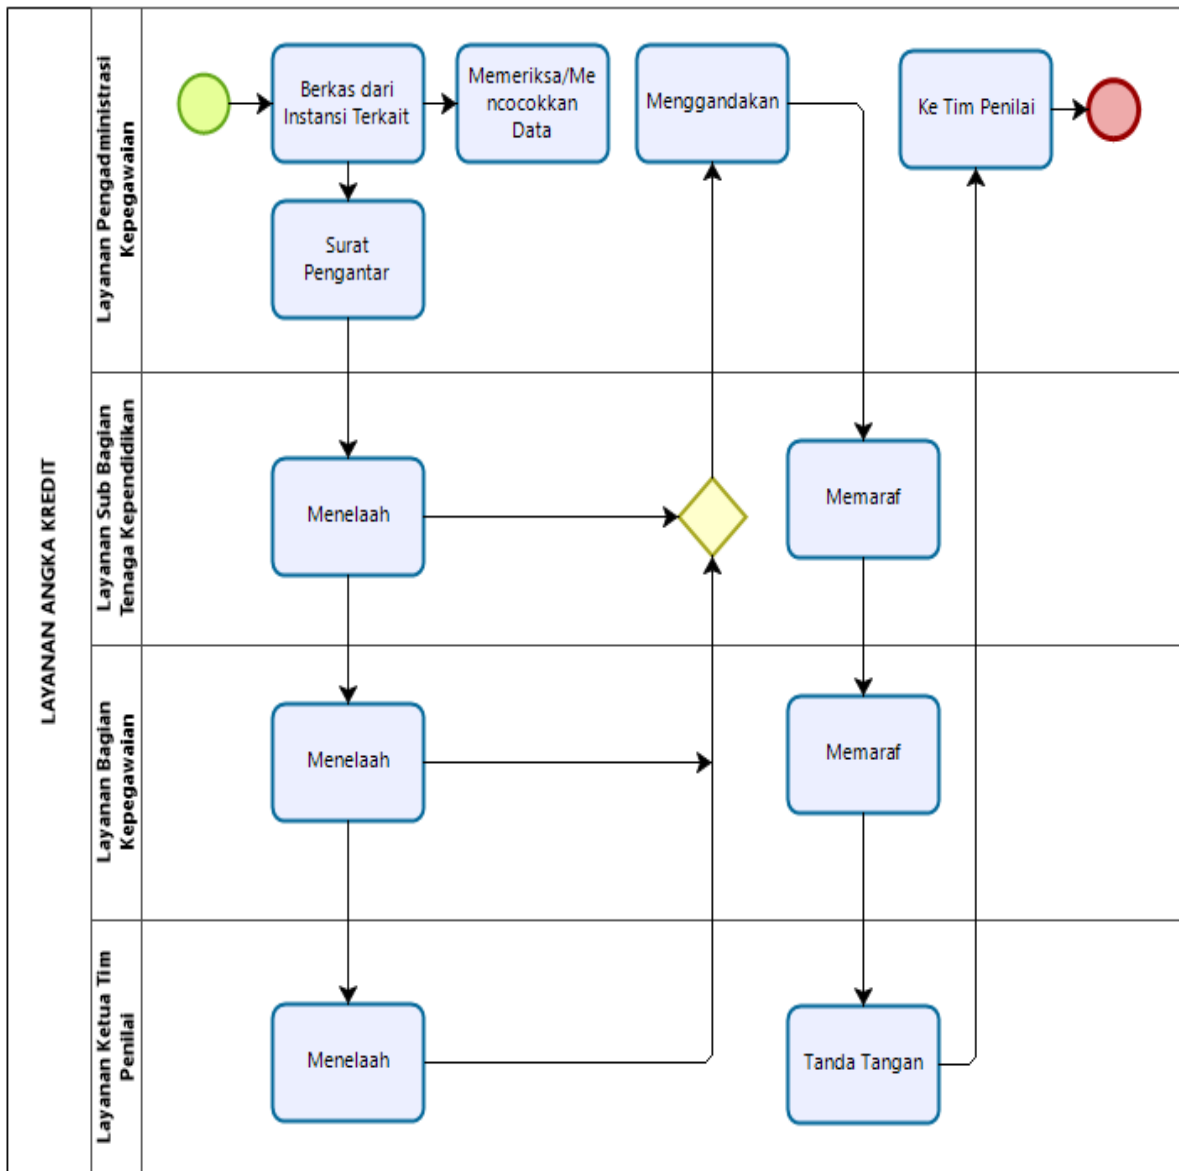 LAYANAN ANGKA KREDIT
Layanan Pengadministrasi
Kepegawaian
Berkas dari
Instansi Terkait
Memeriksa/Me
ncocokkan
Data
Menggandakan
Ke Tim Penilai
Surat
Pengantar
Layanan Sub Bagian
Tenaga Kependidikan
Menelaah
Memaraf
Layanan Bagian
Kepegawaian
Menelaah
Memaraf
Layanan Ketua Tim
Penilai
Menelaah
Tanda Tangan